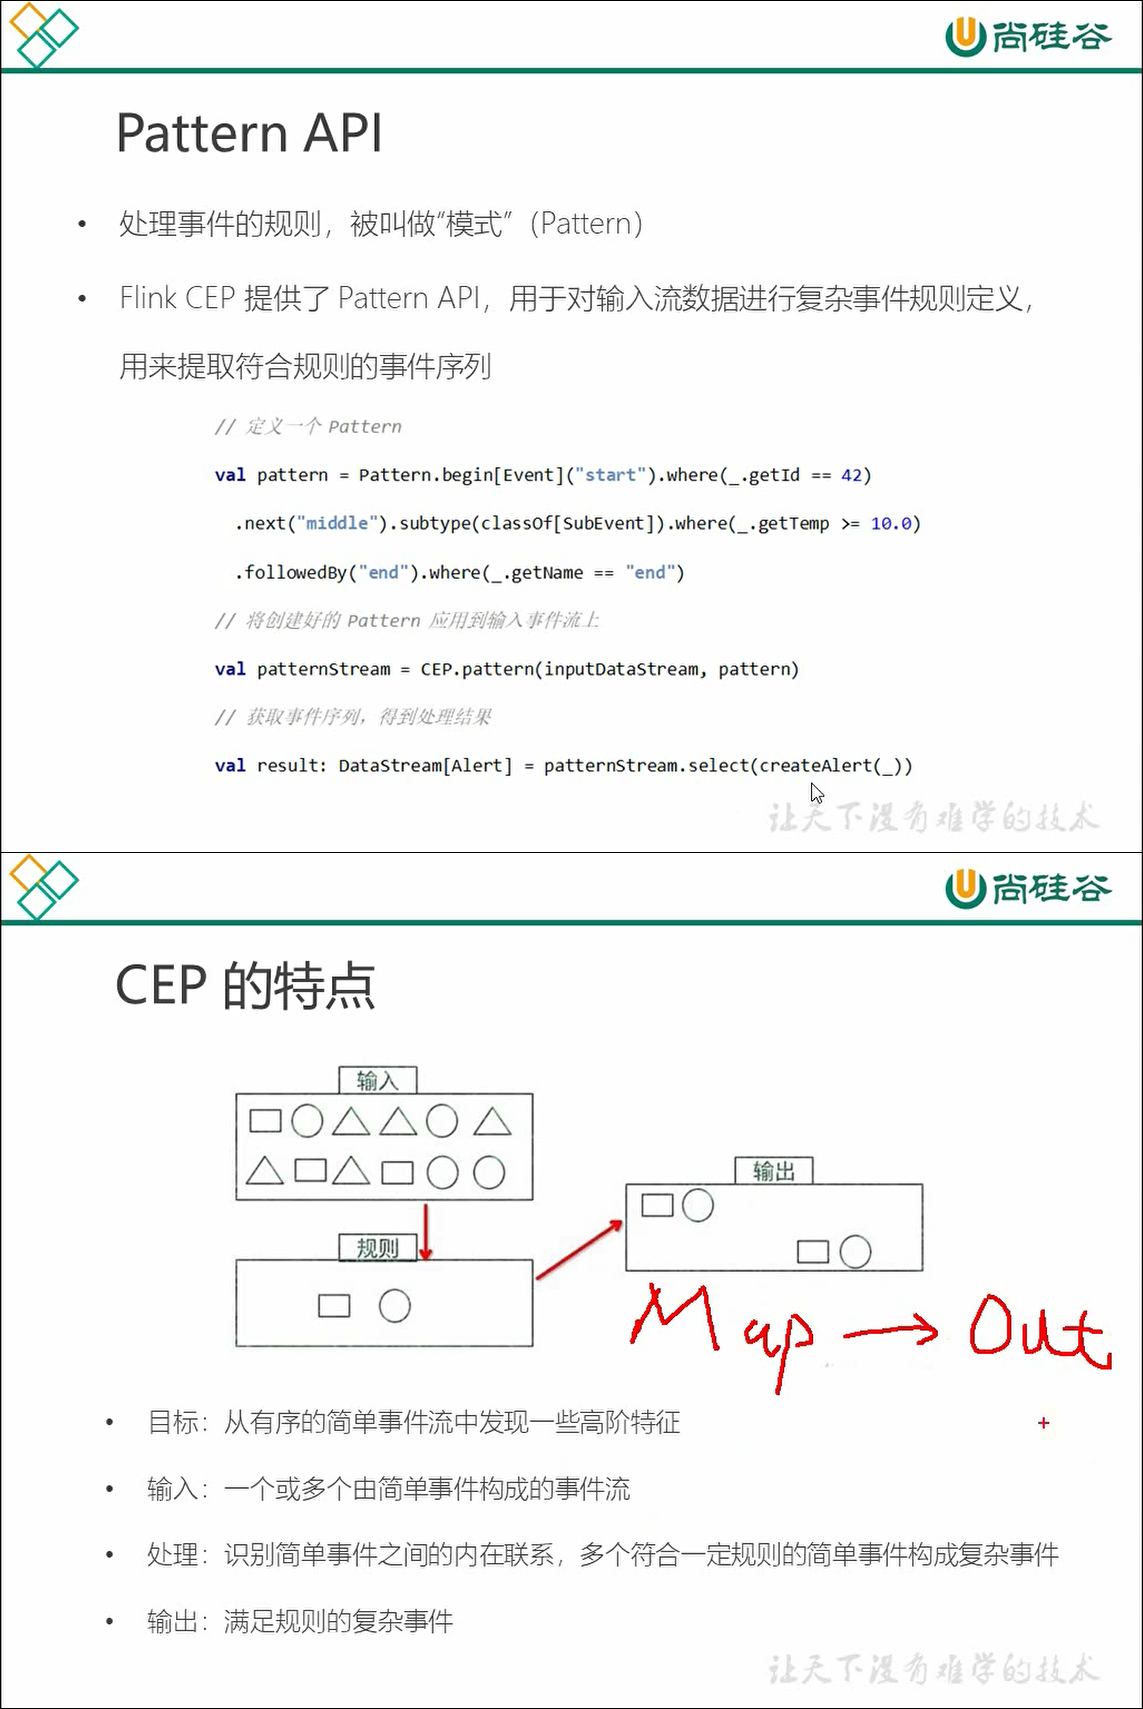 尚硅谷
Pattern API
• 处理事件的规则，被叫做“模式”（Pattern）
• Flink CEP 提供了 Pattern API，用于对输入流数据进行复杂事件规则定义，
用来提取符合规则的事件序列
// 定义一个 Pattern
val pattern = Pattern.begin[Event]("start").where(_.getId == 42)
.next("middle").subtype(classOf[SubEvent]).where(_.getTemp >= 10.0)
.followedBy("end").where(_.getName == "end")
// 将创建好的 Pattern 应用到输入事件流上
val patternStream = CEP.pattern(inputDataStream, pattern)
// 获取事件序列，得到处理结果
val result: DataStream[Alert] = patternStream.select(createAlert(_))
让天下没有难学的技术
尚硅谷
CEP 的特点
输入
输出
规则
Map → Out
• 目标：从有序的简单事件流中发现一些高阶特征
• 输入：一个或多个由简单事件构成的事件流
• 处理：识别简单事件之间的内在联系，多个符合一定规则的简单事件构成复杂事件
• 输出：满足规则的复杂事件
让天下没有难学的技术